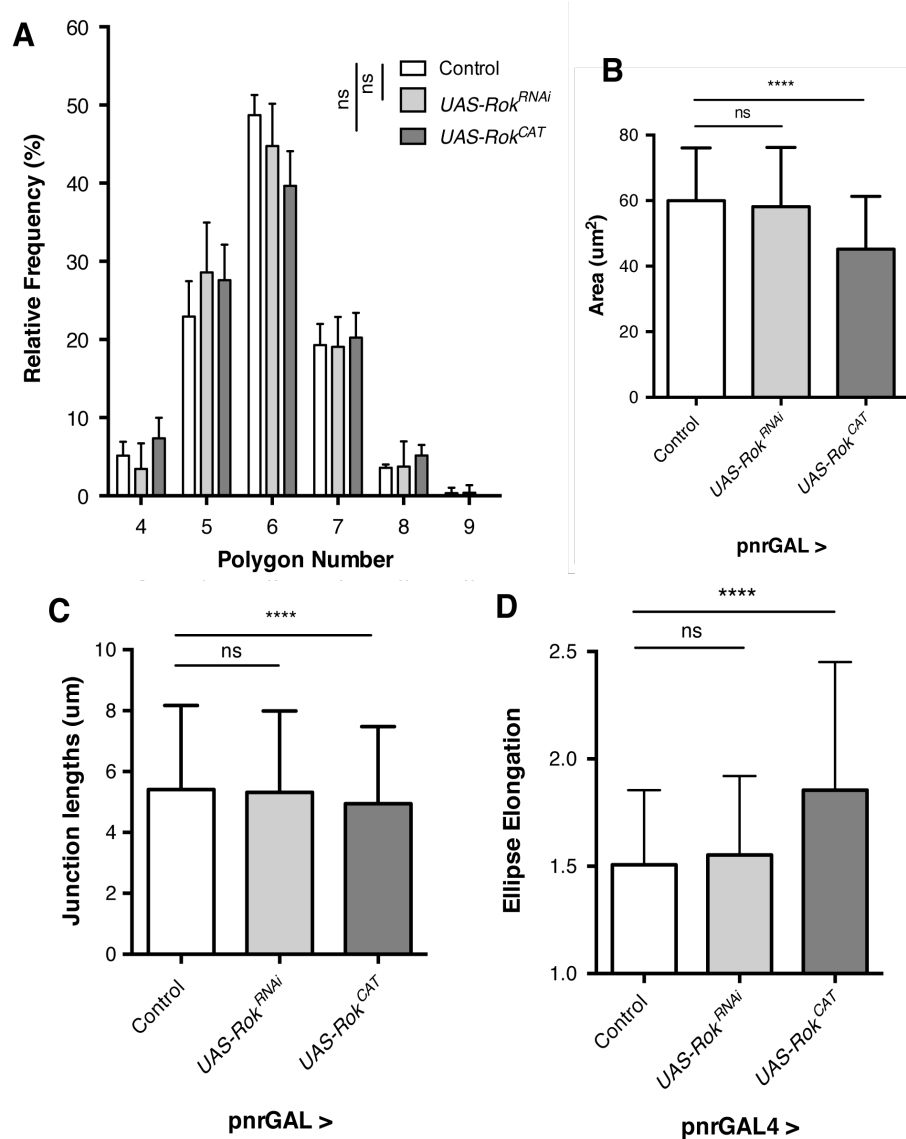 A
60
50
40
30
20
10
0
Relative Frequency (%)
4 5 6 7 8 9
Polygon Number
ns
ns
Control
UAS-Rok^RNAi
UAS-Rok^CAT
B
****
ns
80
60
40
20
0
Area (um²)
Control
UAS-Rok^RNAi
UAS-Rok^CAT
pnrGAL >
C
****
ns
10
8
6
4
2
0
Junction lengths (um)
Control
UAS-Rok^RNAi
UAS-Rok^CAT
pnrGAL >
D
****
ns
2.5
2.0
1.5
1.0
Ellipse Elongation
Control
UAS-Rok^RNAi
UAS-Rok^CAT
pnrGAL4 >